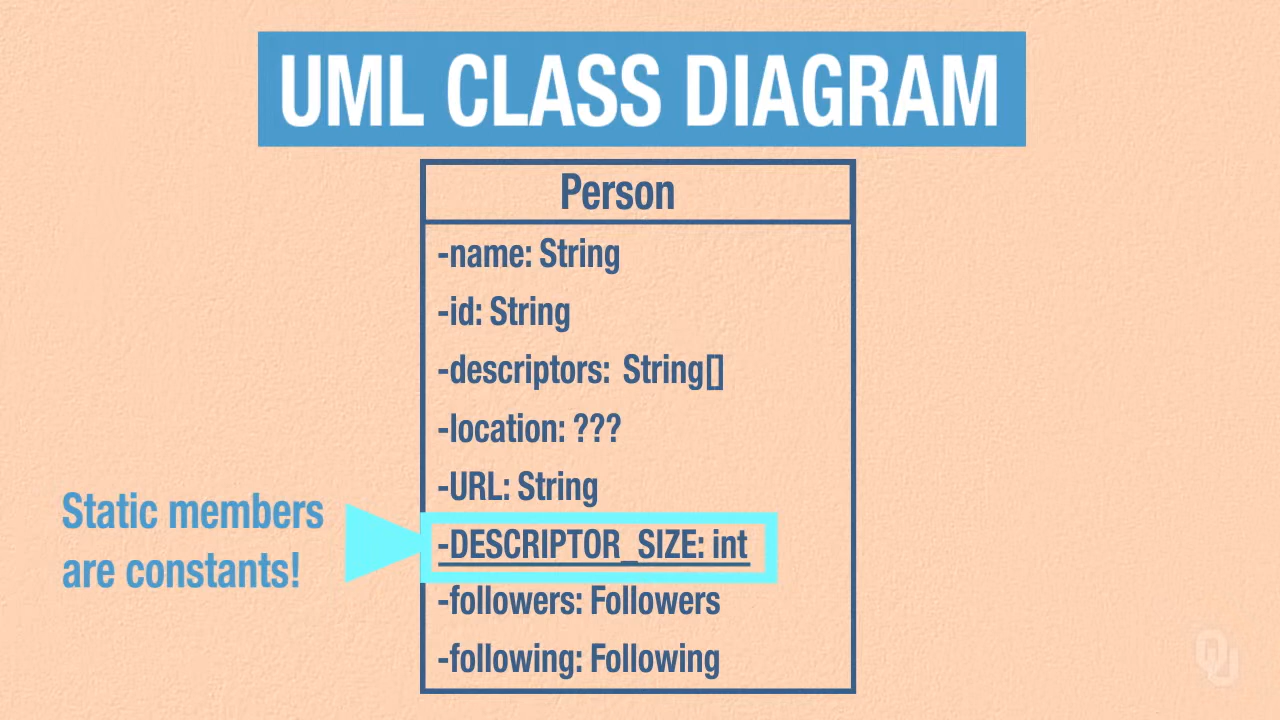 UML CLASS DIAGRAM
Person
-name: String
-id: String
-descriptors: String[]
-location: ???
-URL: String
Static members
are constants!
-DESCRIPTOR_SIZE: int
-followers: Followers
-following: Following